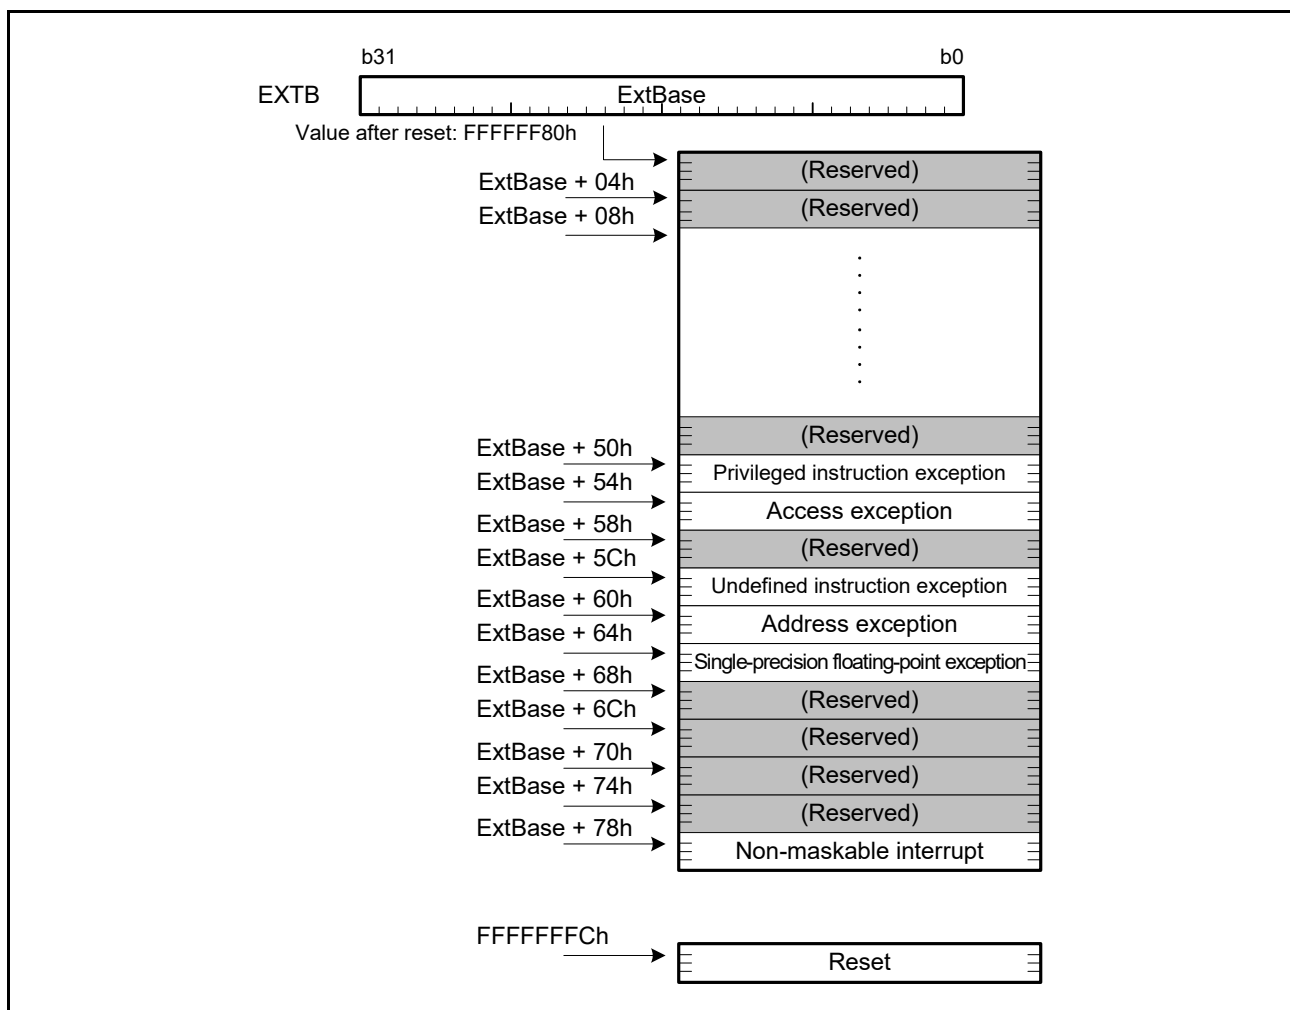 b31 b0
EXTB ExtBase
Value after reset: FFFFFF80h
(Reserved)
ExtBase + 04h
(Reserved)
ExtBase + 08h
(Reserved)
ExtBase + 50h
Privileged instruction exception
ExtBase + 54h
Access exception
ExtBase + 58h
(Reserved)
ExtBase + 5Ch
Undefined instruction exception
ExtBase + 60h
Address exception
ExtBase + 64h
Single-precision floating-point exception
ExtBase + 68h
(Reserved)
ExtBase + 6Ch
(Reserved)
ExtBase + 70h
(Reserved)
ExtBase + 74h
(Reserved)
ExtBase + 78h
Non-maskable interrupt
FFFFFFFCh
Reset